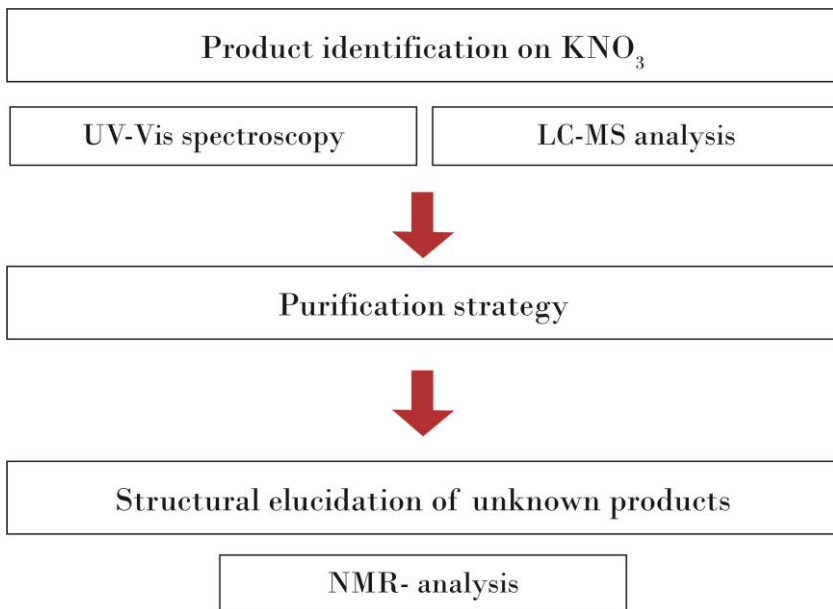 Product identification on KNO₃
UV-Vis spectroscopy
LC-MS analysis
Purification strategy
Structural elucidation of unknown products
NMR- analysis